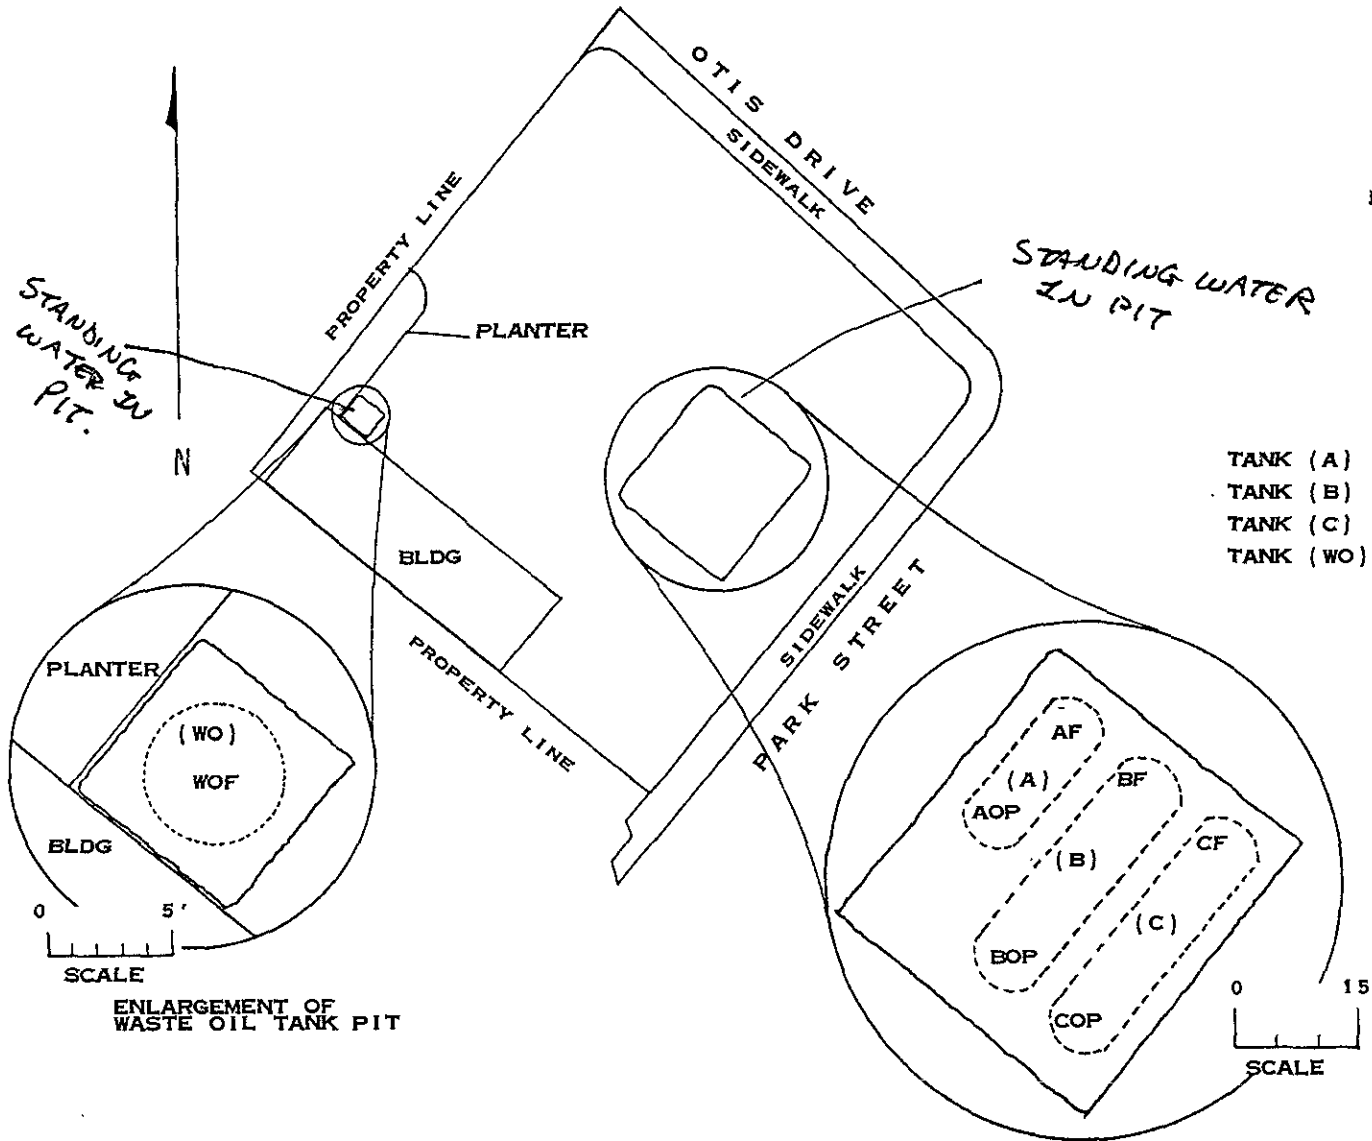 OTIS DRIVE
SIDEWALK
PROPERTY LINE
STANDING WATER
IN PIT
STANDING
WATER IN
PIT.
PLANTER
N
TANK (A)
TANK (B)
TANK (C)
TANK (WO)
BLDG
SIDEWALK
PARK STREET
PROPERTY LINE
PLANTER
(WO)
WOF
BLDG
0 5'
SCALE
ENLARGEMENT OF
WASTE OIL TANK PIT
AF
(A)
AOP
BF
(B)
BOP
CF
(C)
COP
0 15
SCALE